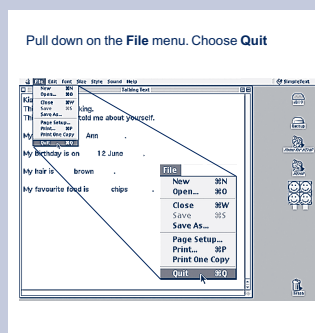 Pull down on the File menu. Choose Quit
File Edit Font Size Style Sound Help
SimpleText
Talking Text
New ⌘N
Open... ⌘O
Close ⌘W
Save ⌘S
Save As...
Page Setup...
Print... ⌘P
Print One Copy
Quit ⌘Q
king.
told me about yourself.
Ann .
My Birthday is on 12 June .
My hair is brown .
My favourite food is chips .
File
New ⌘N
Open... ⌘O
Close ⌘W
Save ⌘S
Save As...
Page Setup...
Print... ⌘P
Print One Copy
Quit ⌘Q
Trash